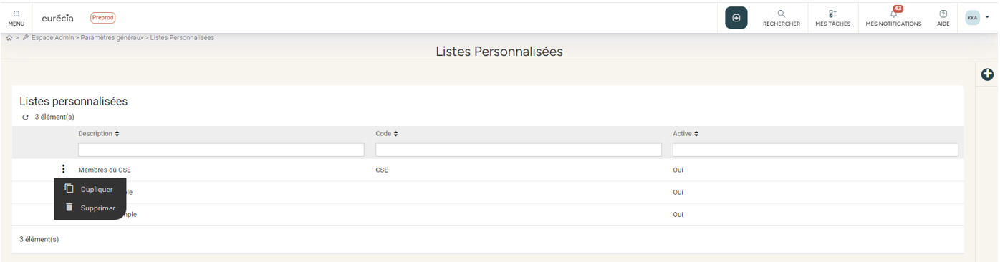 MENU
eurécia
Preprod
RECHERCHER
MES TÂCHES
43
MES NOTIFICATIONS
AIDE
KKA
> Espace Admin > Paramètres généraux > Listes Personnalisées
Listes Personnalisées
Listes personnalisées
3 élément(s)
Description Code Active
Membres du CSE CSE Oui
Dupliquer
Oui
Supprimer
Oui
3 élément(s)